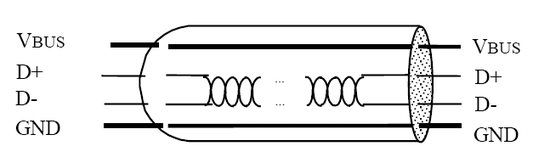 VBUS
D+
D-
GND
... ...
VBUS
D+
D-
GND